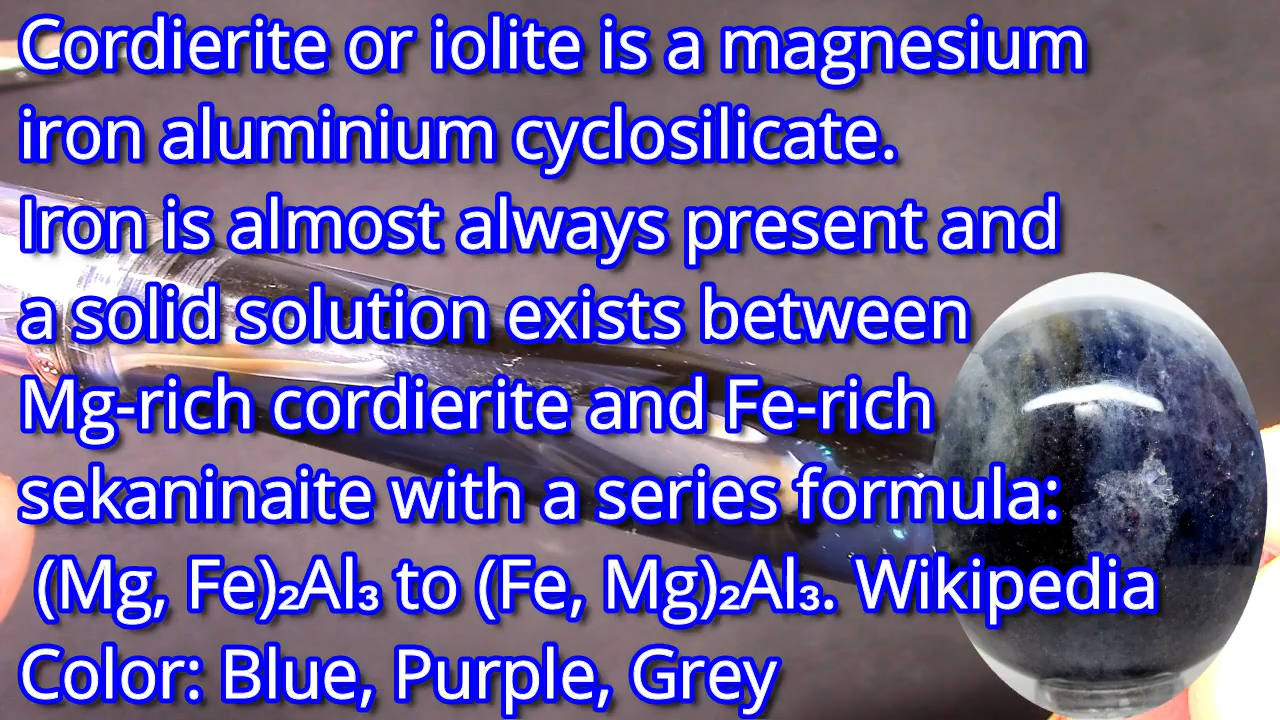 Cordierite or iolite is a magnesium
iron aluminium cyclosilicate.
Iron is almost always present and
a solid solution exists between
Mg-rich cordierite and Fe-rich
sekaninaite with a series formula:
(Mg, Fe)₂Al₃ to (Fe, Mg)₂Al₃. Wikipedia
Color: Blue, Purple, Grey